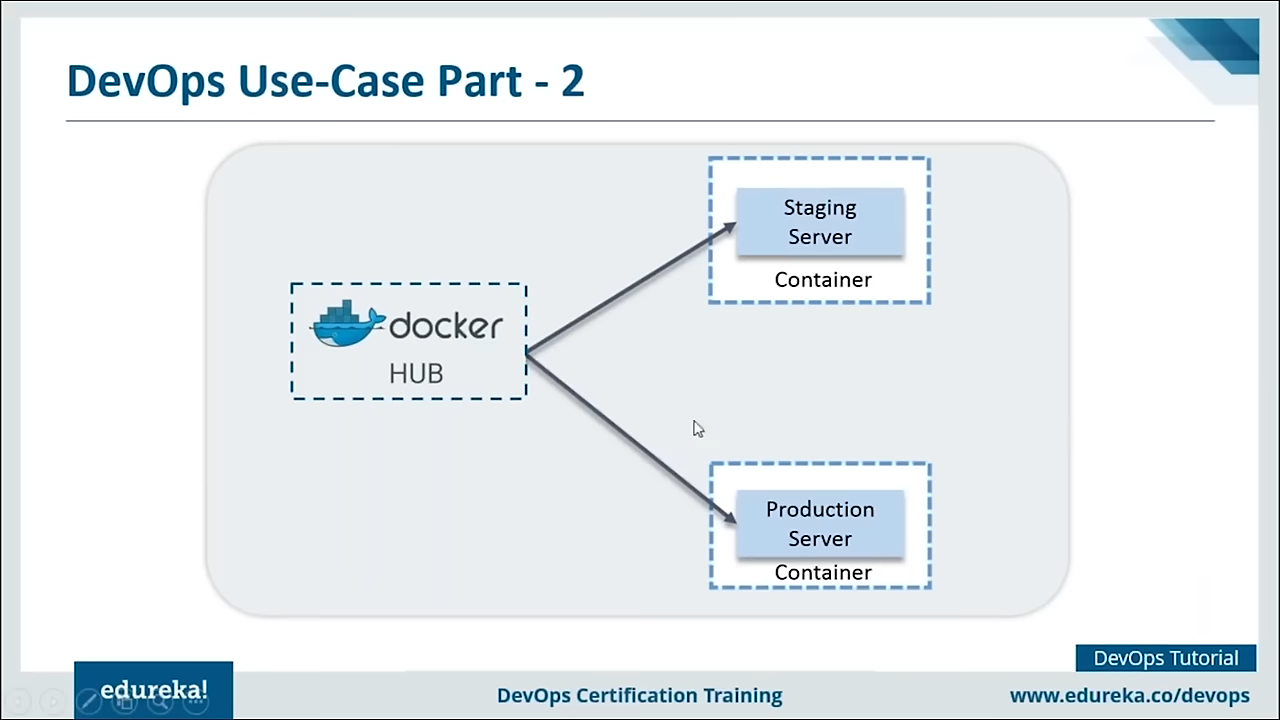 DevOps Use-Case Part - 2
Staging
Server
Container
docker
HUB
Production
Server
Container
DevOps Tutorial
edureka!
DevOps Certification Training
www.edureka.co/devops